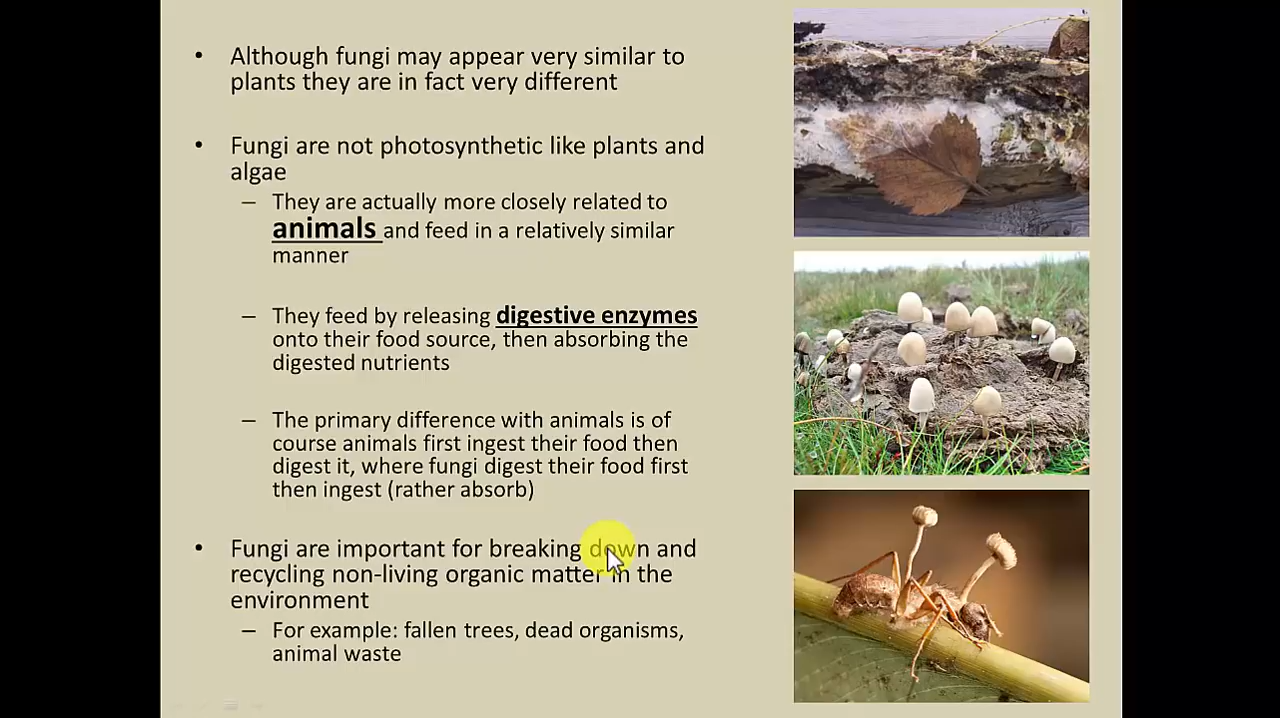 • Although fungi may appear very similar to
plants they are in fact very different
• Fungi are not photosynthetic like plants and
algae
– They are actually more closely related to
animals and feed in a relatively similar
manner
– They feed by releasing digestive enzymes
onto their food source, then absorbing the
digested nutrients
– The primary difference with animals is of
course animals first ingest their food then
digest it, where fungi digest their food first
then ingest (rather absorb)
• Fungi are important for breaking down and
recycling non-living organic matter in the
environment
– For example: fallen trees, dead organisms,
animal waste